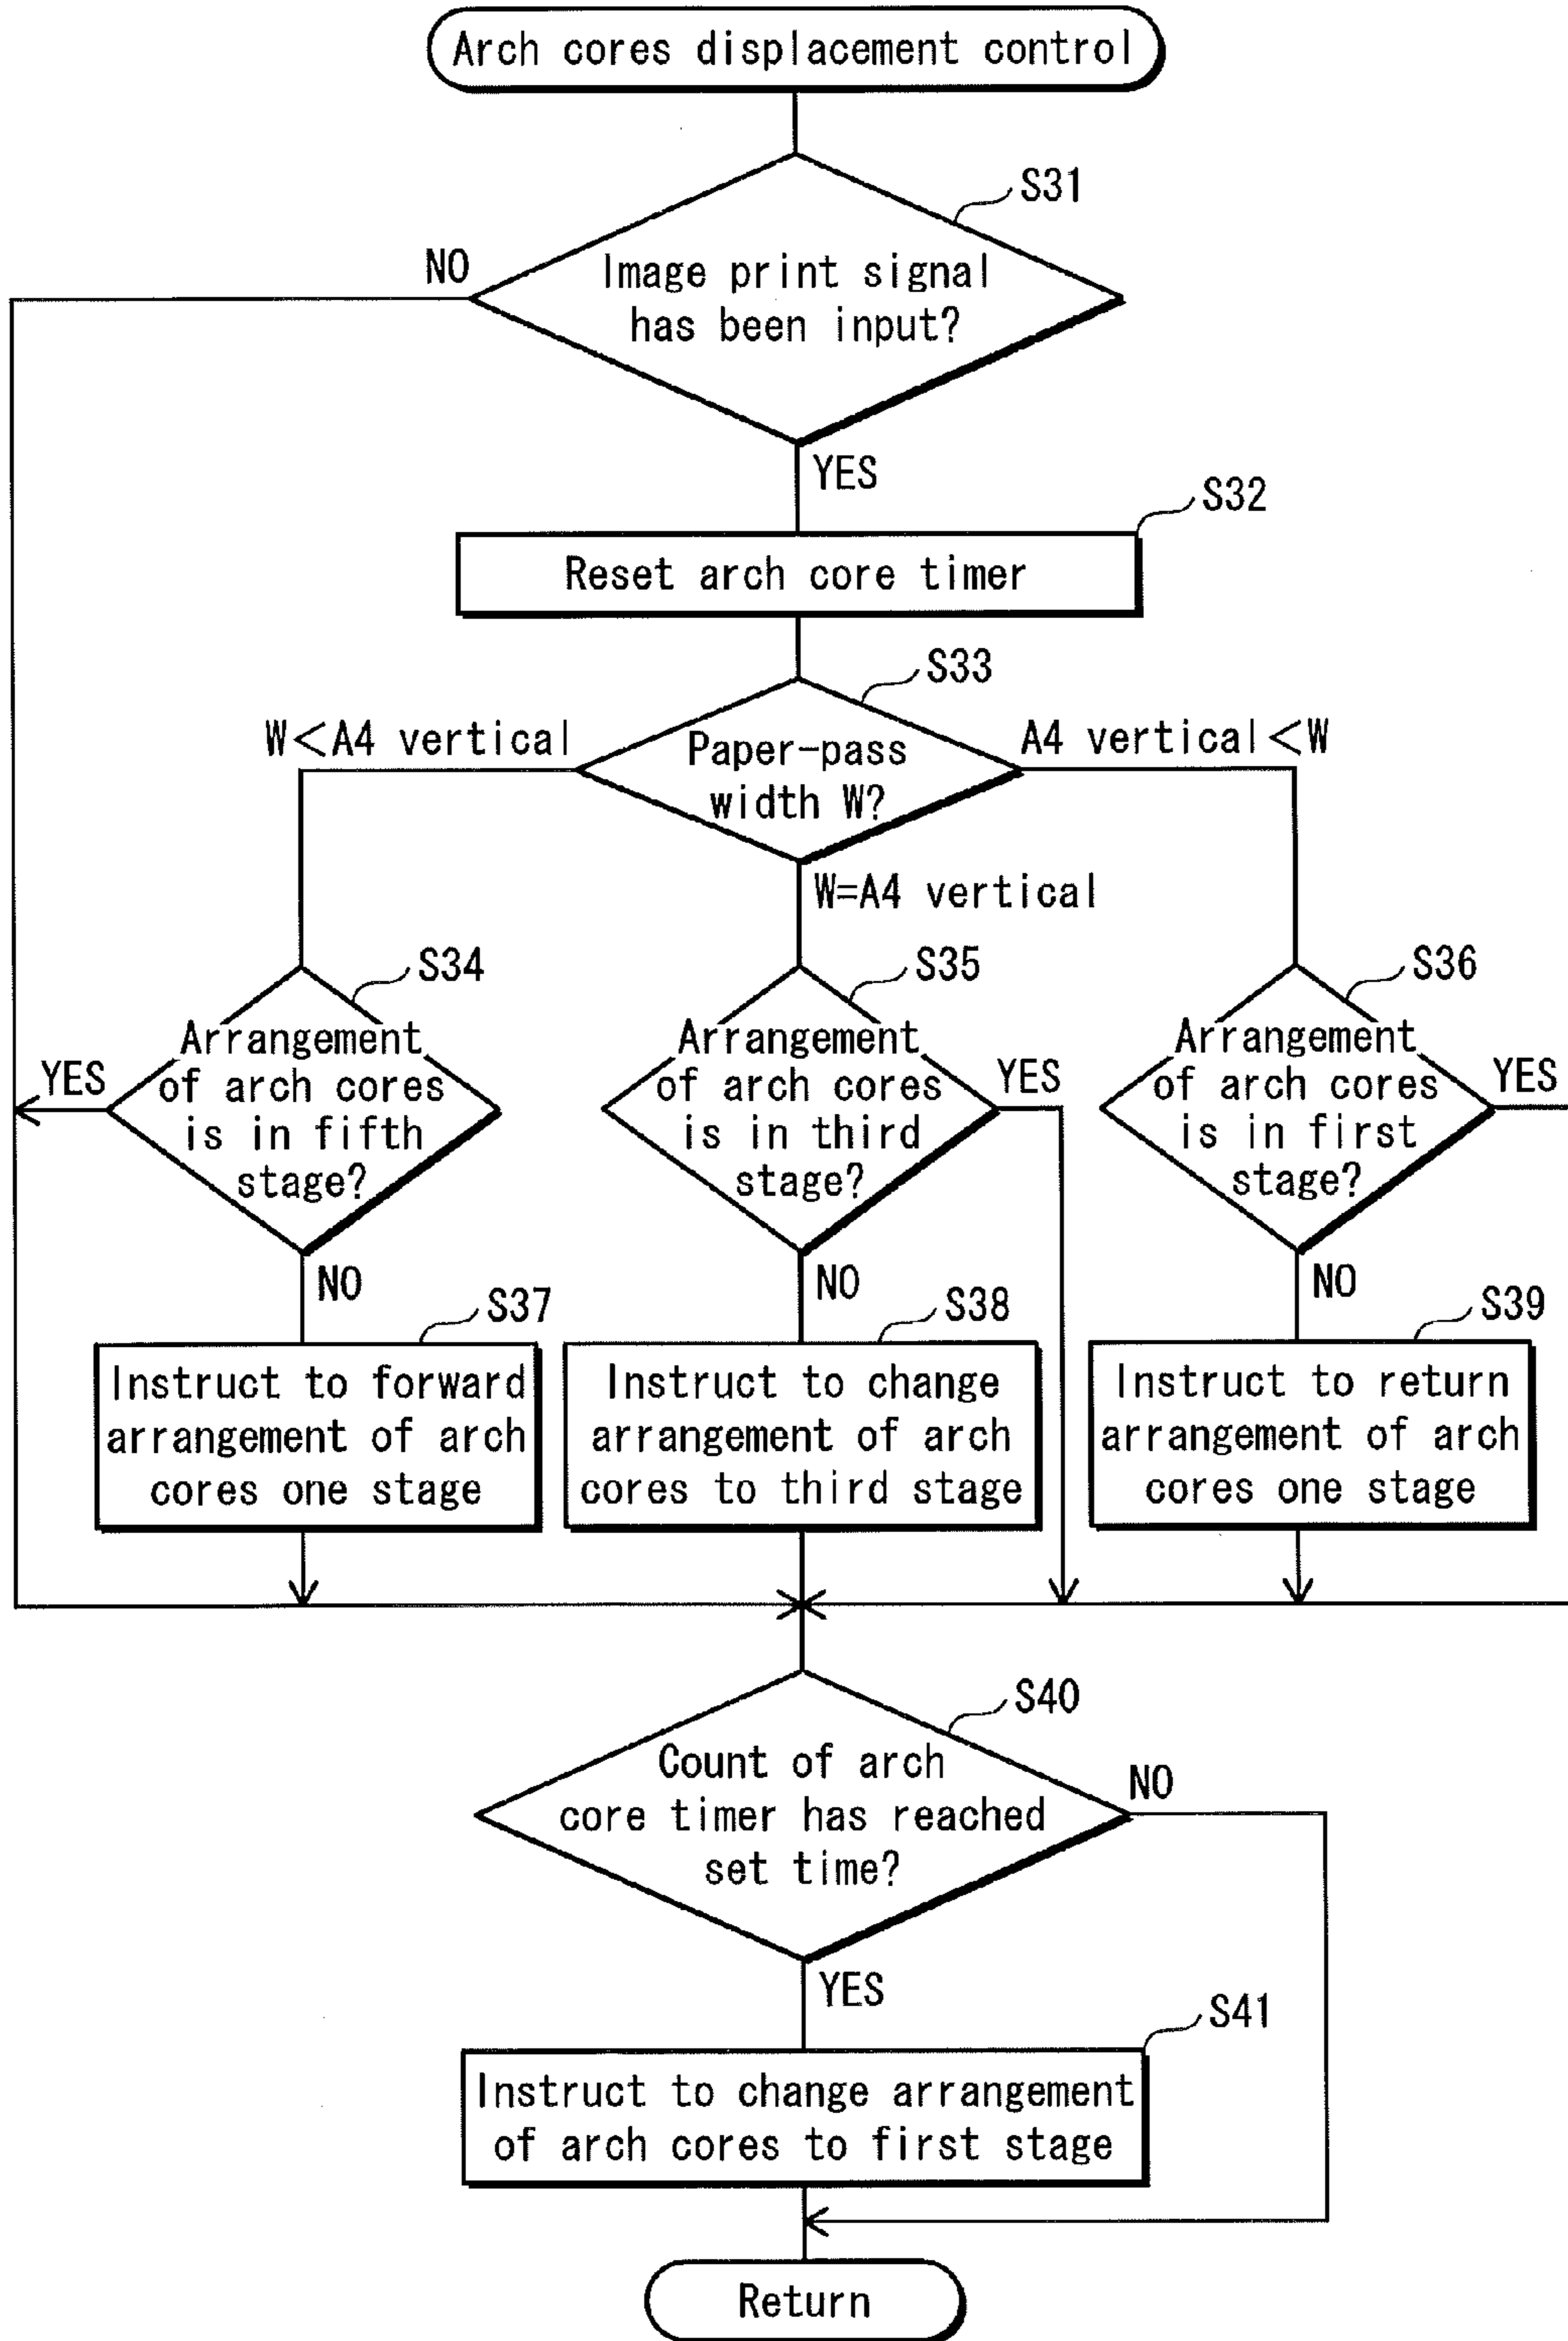 Arch cores displacement control
S31
NO
Image print signal
has been input?
YES
S32
Reset arch core timer
S33
W<A4 vertical
Paper-pass
width W?
A4 vertical<W
W=A4 vertical
S34
S35
S36
Arrangement
of arch cores
is in fifth
stage?
YES
Arrangement
of arch cores
is in third
stage?
YES
Arrangement
of arch cores
is in first
stage?
YES
NO
NO
NO
S37
S38
S39
Instruct to forward
arrangement of arch
cores one stage
Instruct to change
arrangement of arch
cores to third stage
Instruct to return
arrangement of arch
cores one stage
S40
Count of arch
core timer has reached
set time?
NO
YES
S41
Instruct to change arrangement
of arch cores to first stage
Return